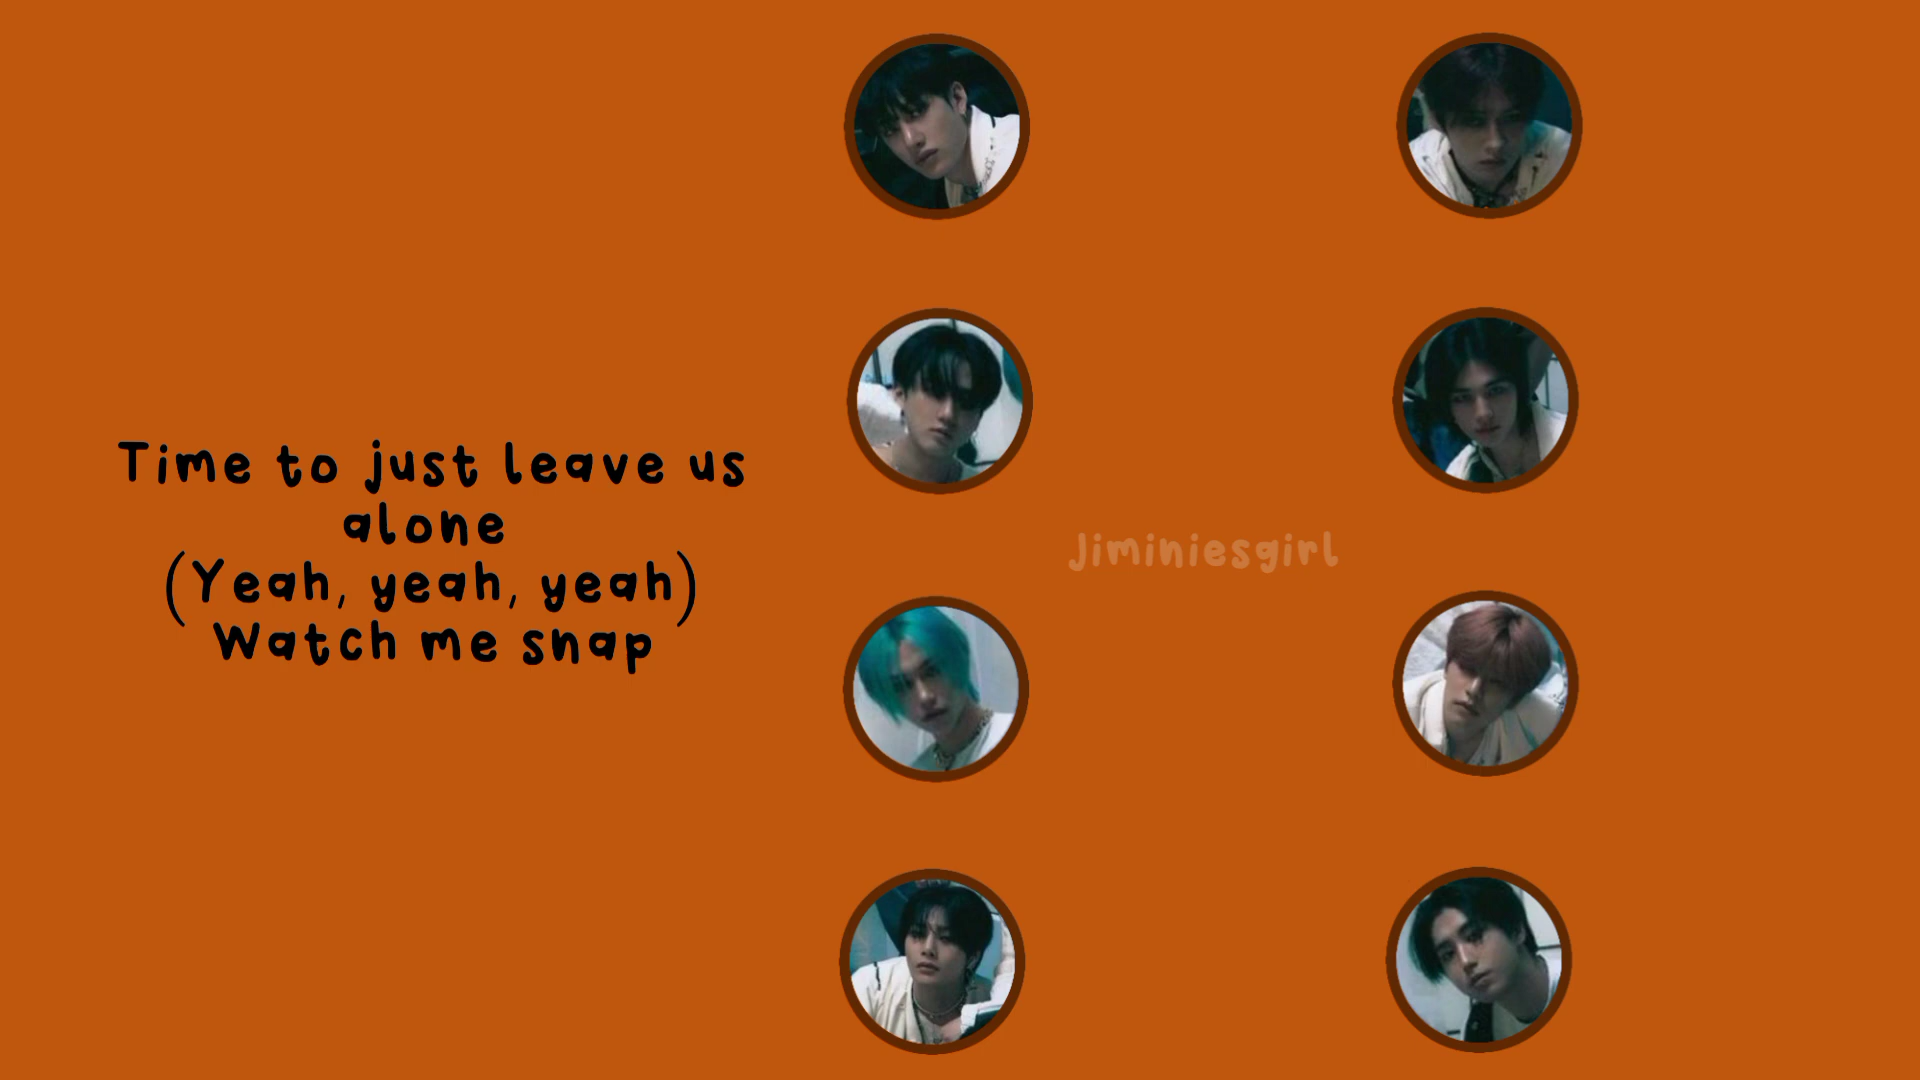 Time to just leave us
alone
(Yeah, yeah, yeah)
Watch me snap
Jiminiesgirl